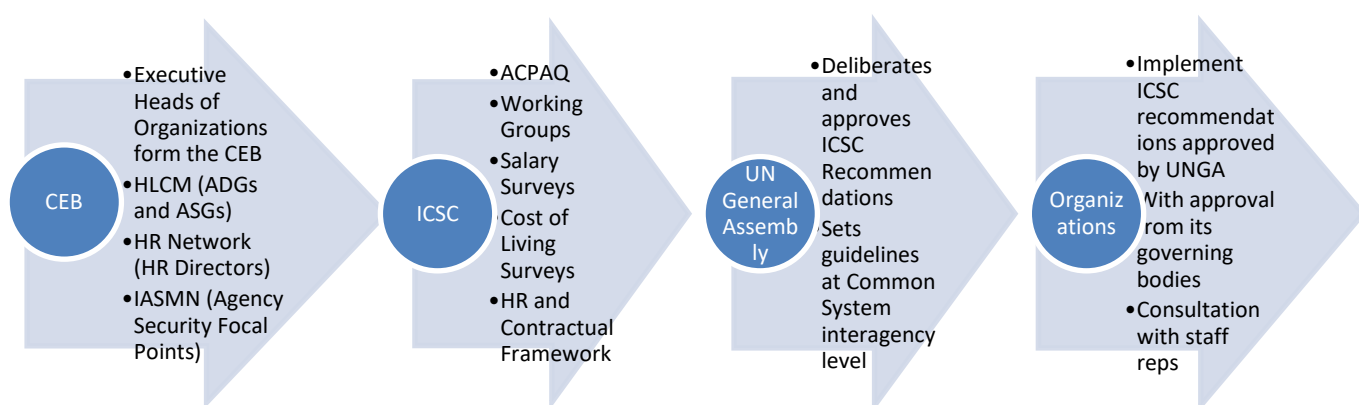 CEB
•Executive
Heads of
Organizations
form the CEB
•HLCM (ADGs
and ASGs)
•HR Network
(HR Directors)
•IASMN (Agency
Security Focal
Points)
ICSC
•ACPAQ
•Working
Groups
•Salary
Surveys
•Cost of
Living
Surveys
•HR and
Contractual
Framework
UN
General
Assemb
ly
•Deliberates
and
approves
ICSC
Recommen
dations
Sets
guidelines
at Common
System
interagency
level
Organiz
ations
•Implement
ICSC
recommendat
ions approved
by UNGA
With approval
from its
governing
bodies
•Consultation
with staff
reps